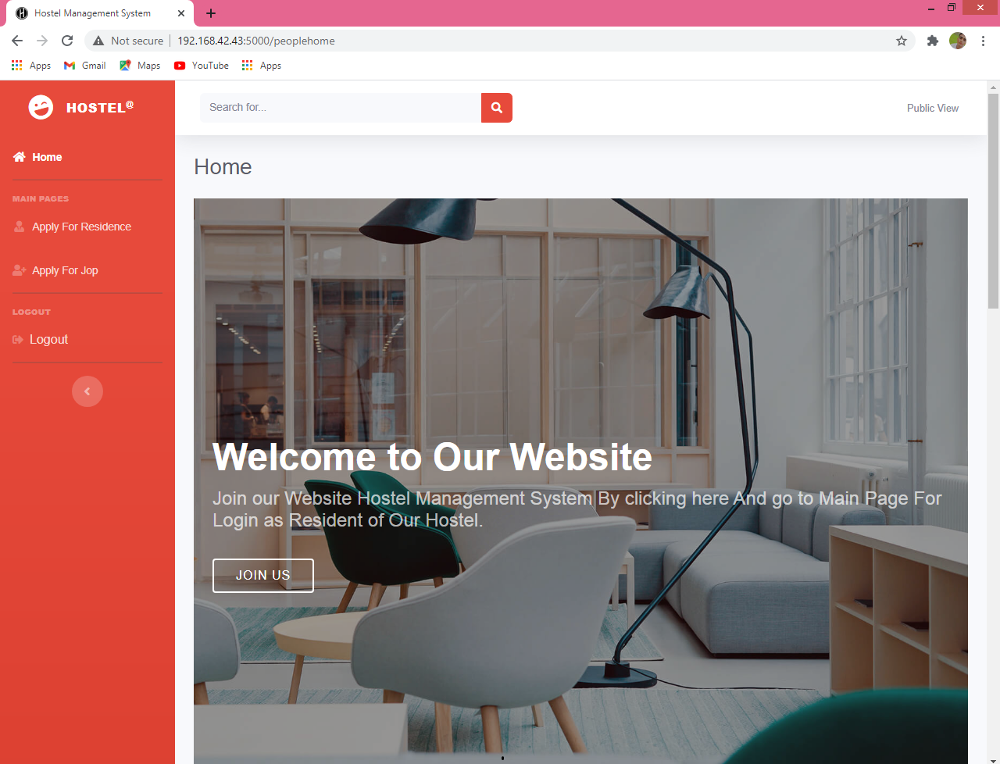 Hostel Management System
Not secure
192.168.42.43:5000/peoplehome
Apps
Gmail
Maps
YouTube
Apps
HOSTEL@
Search for...
Public View
Home
Home
MAIN PAGES
Apply For Residence
Apply For Jop
LOGOUT
Logout
Welcome to Our Website
Join our Website Hostel Management System By clicking here And go to Main Page For
Login as Resident of Our Hostel.
JOIN US